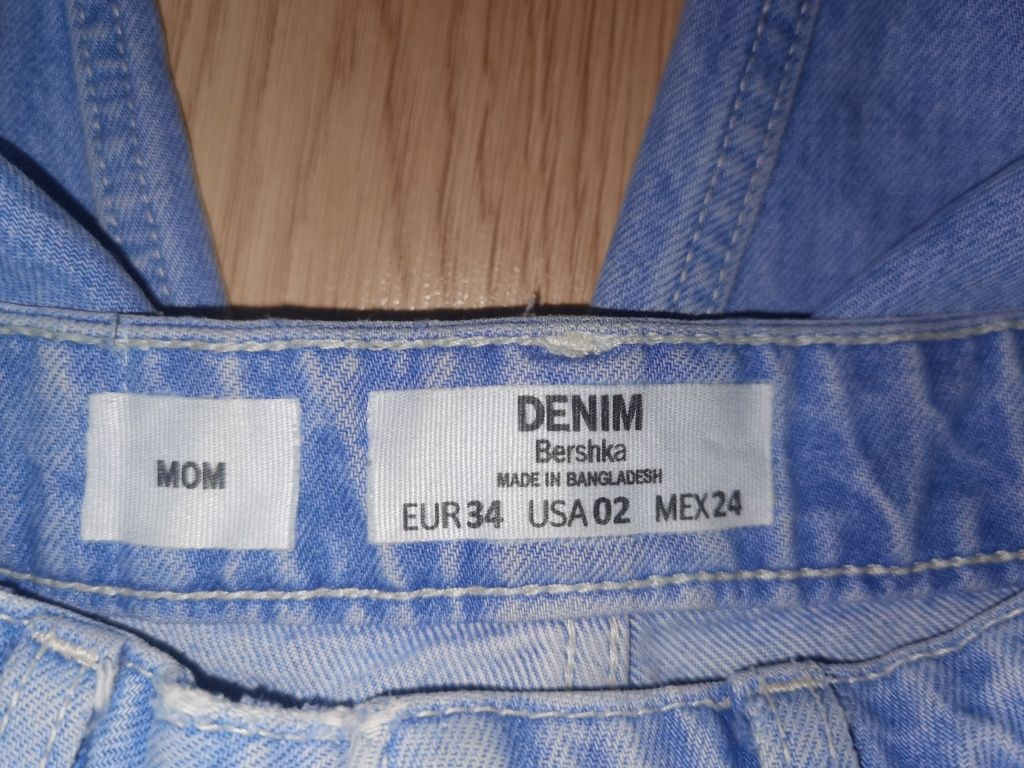 MOM
DENIM
Bershka
MADE IN BANGLADESH
EUR34 USA02 MEX24